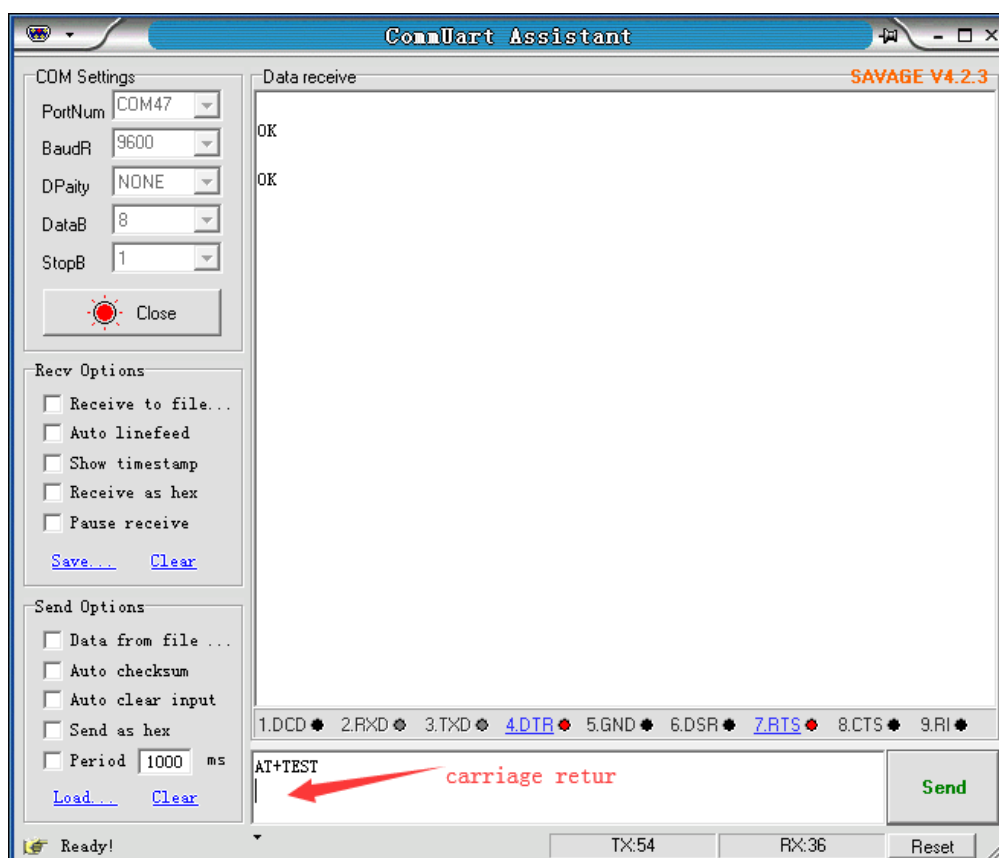 CommUart Assistant
COM Settings
PortNum COM47
BaudR 9600
DPaity NONE
DataB 8
StopB 1
Close
Recv Options
Receive to file...
Auto linefeed
Show timestamp
Receive as hex
Pause receive
Save... Clear
Send Options
Data from file ...
Auto checksum
Auto clear input
Send as hex
Period 1000 ms
Load... Clear
Data receive SAVAGE V4.2.3
OK
OK
1.DCD 2.RXD 3.TXD 4.DTR 5.GND 6.DSR 7.RTS 8.CTS 9.RI
AT+TEST
carriage retur
Send
Ready! TX:54 RX:36 Reset